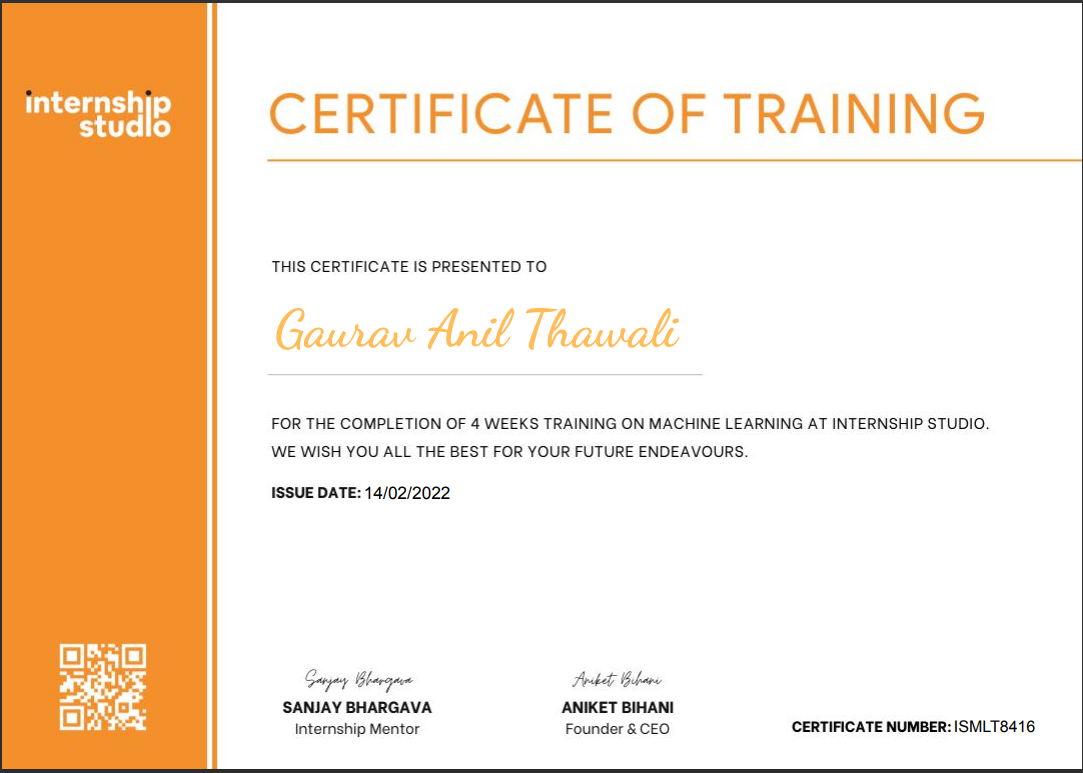 internship
studio
CERTIFICATE OF TRAINING
THIS CERTIFICATE IS PRESENTED TO
Gaurav Anil Thawali
FOR THE COMPLETION OF 4 WEEKS TRAINING ON MACHINE LEARNING AT INTERNSHIP STUDIO.
WE WISH YOU ALL THE BEST FOR YOUR FUTURE ENDEAVOURS.
ISSUE DATE: 14/02/2022
Sanjay Bhargava
SANJAY BHARGAVA
Internship Mentor
Aniket Bihani
ANIKET BIHANI
Founder & CEO
CERTIFICATE NUMBER: ISMLT8416